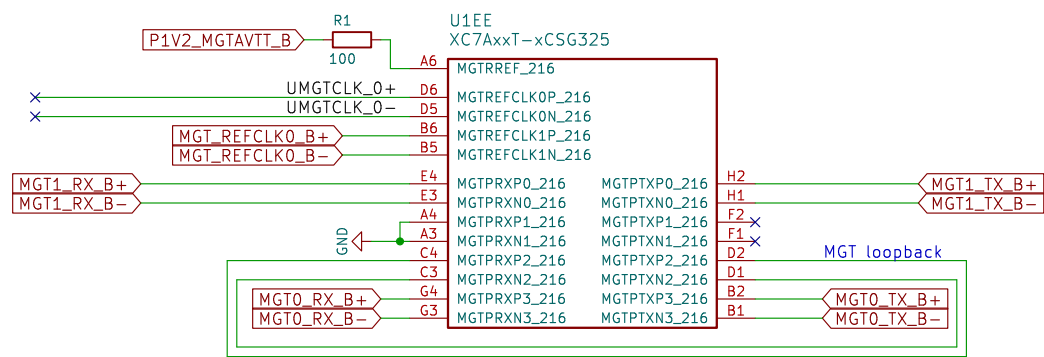 R1
P1V2_MGTAVTT_B
100
U1EE
XC7AxxT-xCSG325
A6 MGTRREF_216
UMGTCLK_0+ D6 MGTREFCLK0P_216
UMGTCLK_0- D5 MGTREFCLK0N_216
MGT_REFCLK0_B+ B6 MGTREFCLK1P_216
MGT_REFCLK0_B- B5 MGTREFCLK1N_216
MGT1_RX_B+ E4 MGTPRXP0_216 MGTPTXP0_216 H2 MGT1_TX_B+
MGT1_RX_B- E3 MGTPRXN0_216 MGTPTXN0_216 H1 MGT1_TX_B-
A4 MGTPRXP1_216 MGTPTXP1_216 F2
GND A3 MGTPRXN1_216 MGTPTXN1_216 F1
C4 MGTPRXP2_216 MGTPTXP2_216 D2 MGT loopback
C3 MGTPRXN2_216 MGTPTXN2_216 D1
MGT0_RX_B+ G4 MGTPRXP3_216 MGTPTXP3_216 B2 MGT0_TX_B+
MGT0_RX_B- G3 MGTPRXN3_216 MGTPTXN3_216 B1 MGT0_TX_B-